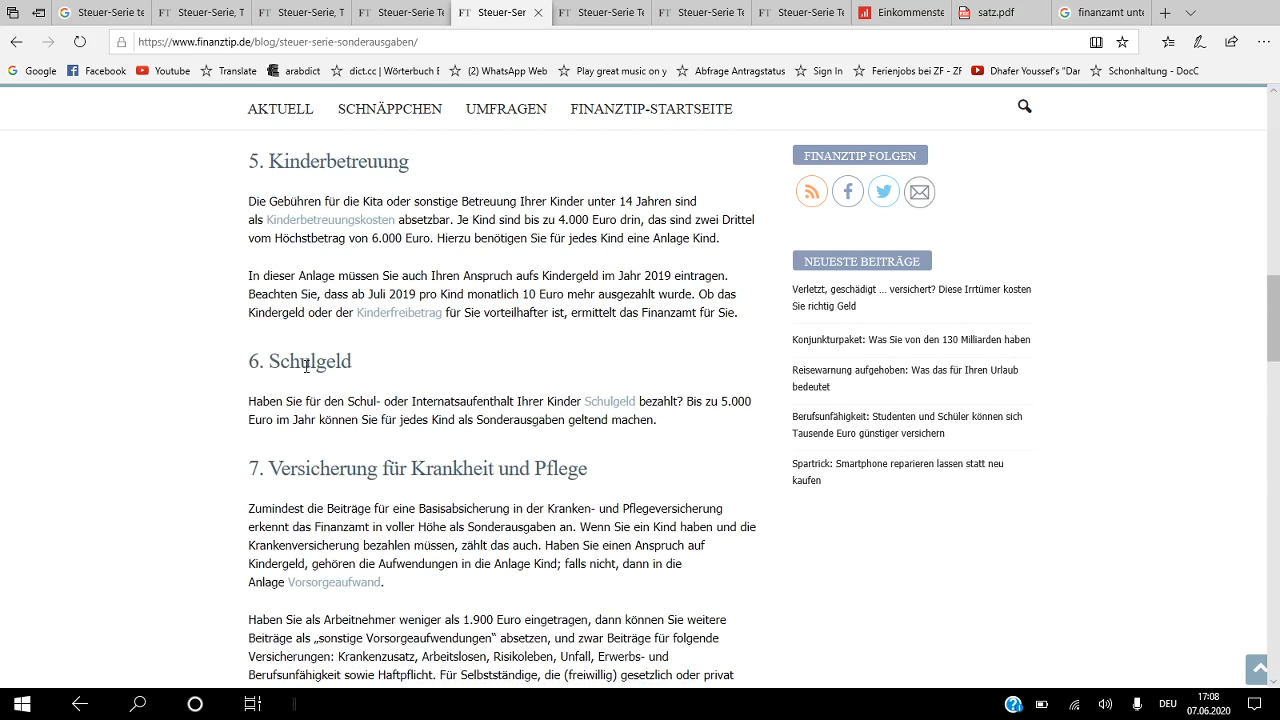 Steuer-Serie te
Steuer-Serie, T
Steuer-Serie, T
Steuer-Serie Te
Steuer-Ser
Steuer-Serie Te
Steuer-Serie Te
Steuer-Serie Te
Einkommenste
satz.pdf
finanzamt unte
https://www.finanztip.de/blog/steuer-serie-sonderausgaben/
Google
Facebook
Youtube
Translate
arabdict
dict.cc | Wörterbuch E
(2) WhatsApp Web
Play great music on y
Abfrage Antragstatus
Sign In
Ferienjobs bei ZF - ZF
Dhafer Youssef's "Dar
Schonhaltung - DocC
AKTUELL
SCHNÄPPCHEN
UMFRAGEN
FINANZTIP-STARTSEITE
5. Kinderbetreuung
Die Gebühren für die Kita oder sonstige Betreuung Ihrer Kinder unter 14 Jahren sind
als Kinderbetreuungskosten absetzbar. Je Kind sind bis zu 4.000 Euro drin, das sind zwei Drittel
vom Höchstbetrag von 6.000 Euro. Hierzu benötigen Sie für jedes Kind eine Anlage Kind.
In dieser Anlage müssen Sie auch Ihren Anspruch aufs Kindergeld im Jahr 2019 eintragen.
Beachten Sie, dass ab Juli 2019 pro Kind monatlich 10 Euro mehr ausgezahlt wurde. Ob das
Kindergeld oder der Kinderfreibetrag für Sie vorteilhafter ist, ermittelt das Finanzamt für Sie.
6. Schulgeld
Haben Sie für den Schul- oder Internatsaufenthalt Ihrer Kinder Schulgeld bezahlt? Bis zu 5.000
Euro im Jahr können Sie für jedes Kind als Sonderausgaben geltend machen.
7. Versicherung für Krankheit und Pflege
Zumindest die Beiträge für eine Basisabsicherung in der Kranken- und Pflegeversicherung
erkennt das Finanzamt in voller Höhe als Sonderausgaben an. Wenn Sie ein Kind haben und die
Krankenversicherung bezahlen müssen, zählt das auch. Haben Sie einen Anspruch auf
Kindergeld, gehören die Aufwendungen in die Anlage Kind; falls nicht, dann in die
Anlage Vorsorgeaufwand.
Haben Sie als Arbeitnehmer weniger als 1.900 Euro eingetragen, dann können Sie weitere
Beiträge als „sonstige Vorsorgeaufwendungen“ absetzen, und zwar Beiträge für folgende
Versicherungen: Krankenzusatz, Arbeitslosen, Risikoleben, Unfall, Erwerbs- und
Berufsunfähigkeit sowie Haftpflicht. Für Selbstständige, die (freiwillig) gesetzlich oder privat
FINANZTIP FOLGEN
NEUESTE BEITRÄGE
Verletzt, geschädigt … versichert? Diese Irrtümer kosten
Sie richtig Geld
Konjunkturpaket: Was Sie von den 130 Milliarden haben
Reisewarnung aufgehoben: Was das für Ihren Urlaub
bedeutet
Berufsunfähigkeit: Studenten und Schüler können sich
Tausende Euro günstiger versichern
Spartrick: Smartphone reparieren lassen statt neu
kaufen
DEU
17:08
07.06.2020